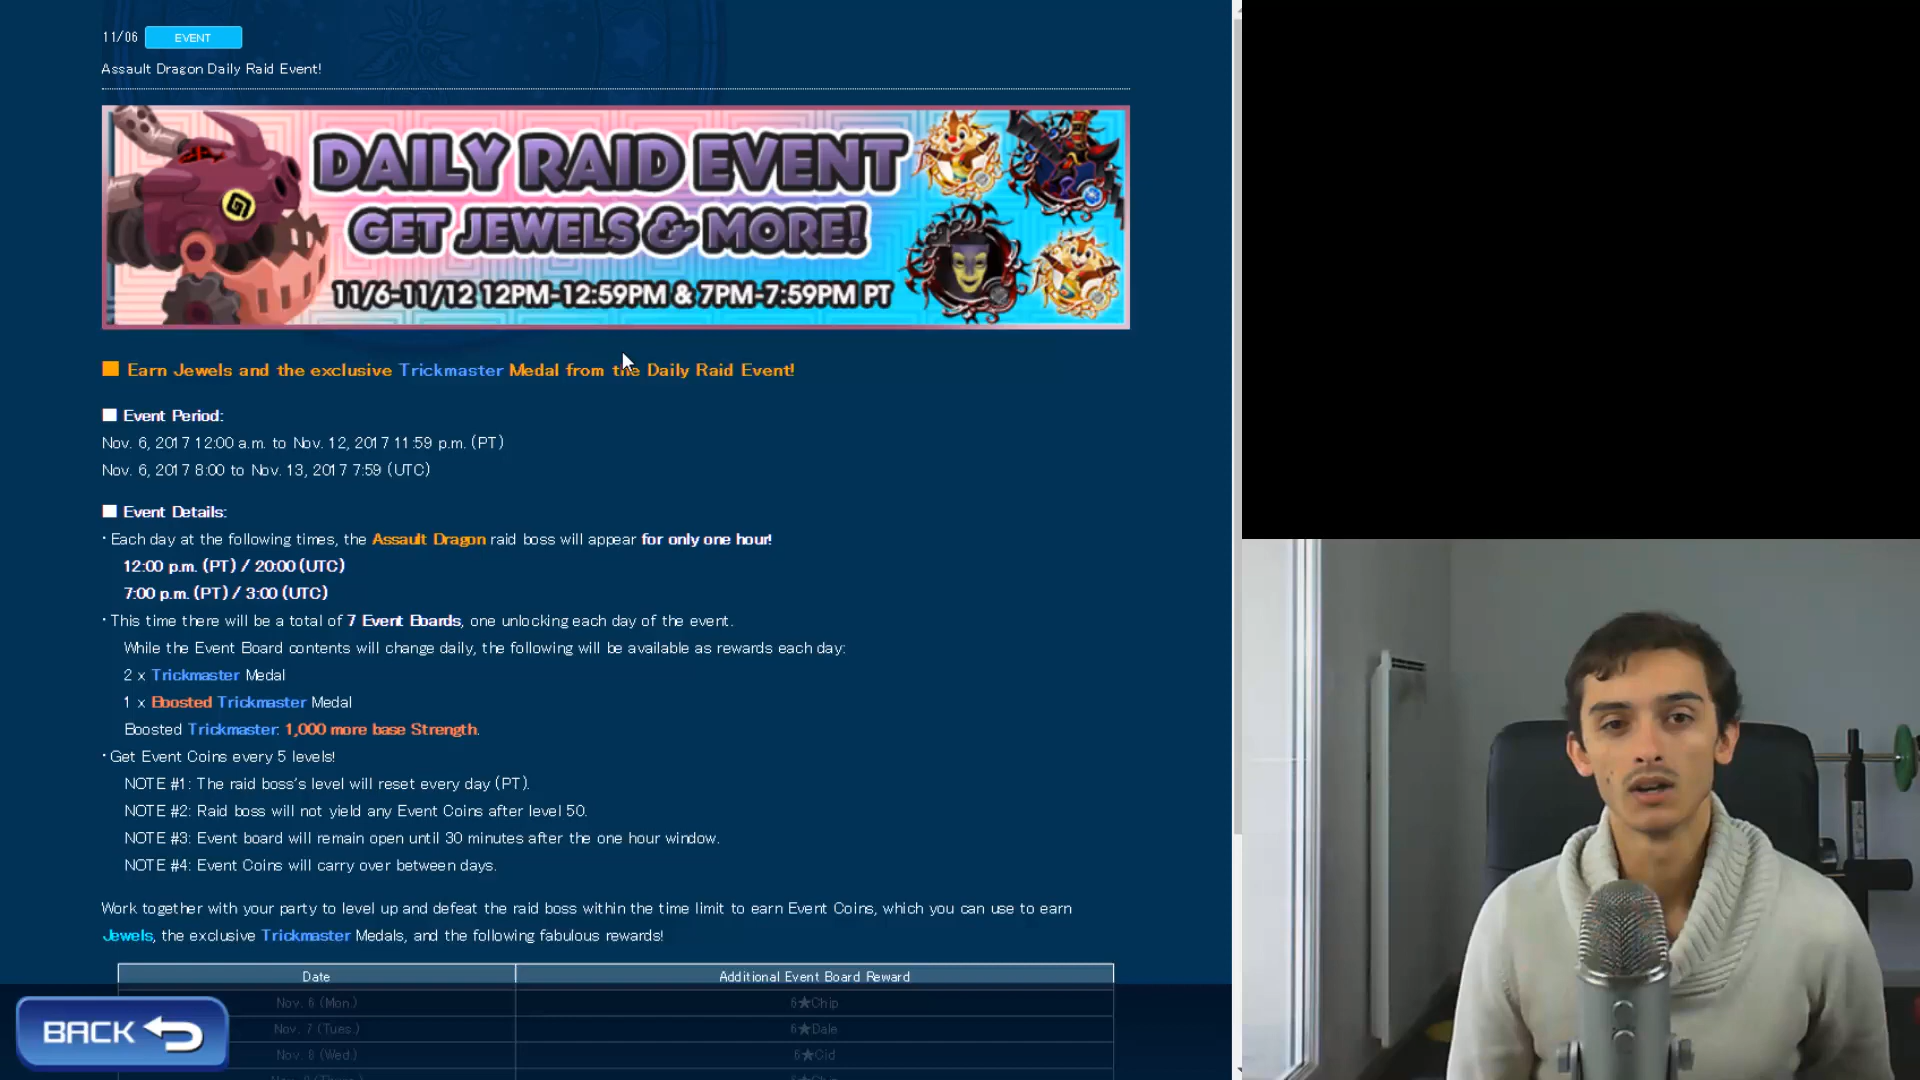 11/06 EVENT
Assault Dragon Daily Raid Event!
DAILY RAID EVENT
GET JEWELS & MORE!
11/6-11/12 12PM-12:59PM & 7PM-7:59PM PT
Earn Jewels and the exclusive Trickmaster Medal from the Daily Raid Event!
Event Period:
Nov. 6, 2017 12:00 a.m. to Nov. 12, 2017 11:59 p.m. (PT)
Nov. 6, 2017 8:00 to Nov. 13, 2017 7:59 (UTC)
Event Details:
・Each day at the following times, the Assault Dragon raid boss will appear for only one hour!
12:00 p.m. (PT) / 20:00 (UTC)
7:00 p.m. (PT) / 3:00 (UTC)
・This time there will be a total of 7 Event Boards, one unlocking each day of the event.
While the Event Board contents will change daily, the following will be available as rewards each day:
2 x Trickmaster Medal
1 x Boosted Trickmaster Medal
Boosted Trickmaster: 1,000 more base Strength.
・Get Event Coins every 5 levels!
NOTE #1: The raid boss's level will reset every day (PT).
NOTE #2: Raid boss will not yield any Event Coins after level 50.
NOTE #3: Event board will remain open until 30 minutes after the one hour window.
NOTE #4: Event Coins will carry over between days.
Work together with your party to level up and defeat the raid boss within the time limit to earn Event Coins, which you can use to earn
Jewels, the exclusive Trickmaster Medals, and the following fabulous rewards!
Date Additional Event Board Reward
Nov. 6 (Mon.) 6★Chip
Nov. 7 (Tues.) 6★Dale
Nov. 8 (Wed.) 6★Cid
BACK